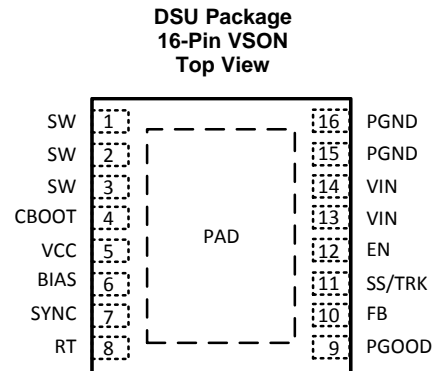 DSU Package
16-Pin VSON
Top View
SW 1 16 PGND
SW 2 15 PGND
SW 3 14 VIN
CBOOT 4 13 VIN
VCC 5 PAD 12 EN
BIAS 6 11 SS/TRK
SYNC 7 10 FB
RT 8 9 PGOOD